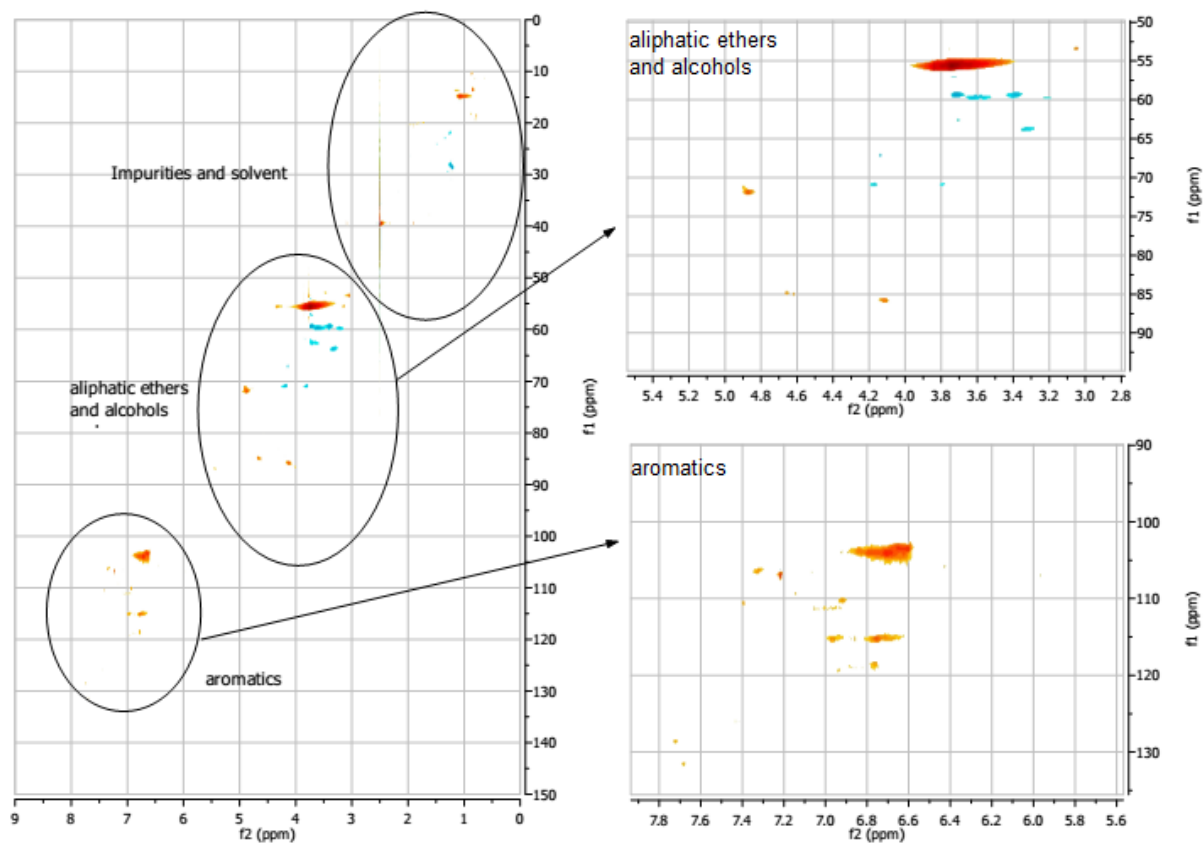 0
10
20
30
40
50
60
70
80
90
100
110
120
130
140
150
f1 (ppm)
9 8 7 6 5 4 3 2 1 0
f2 (ppm)
Impurities and solvent
aliphatic ethers
and alcohols
aromatics
aliphatic ethers
and alcohols
50
55
60
65
70
75
80
85
90
f1 (ppm)
5.4 5.2 5.0 4.8 4.6 4.4 4.2 4.0 3.8 3.6 3.4 3.2 3.0 2.8
f2 (ppm)
aromatics
90
100
110
120
130
f1 (ppm)
7.8 7.6 7.4 7.2 7.0 6.8 6.6 6.4 6.2 6.0 5.8 5.6
f2 (ppm)